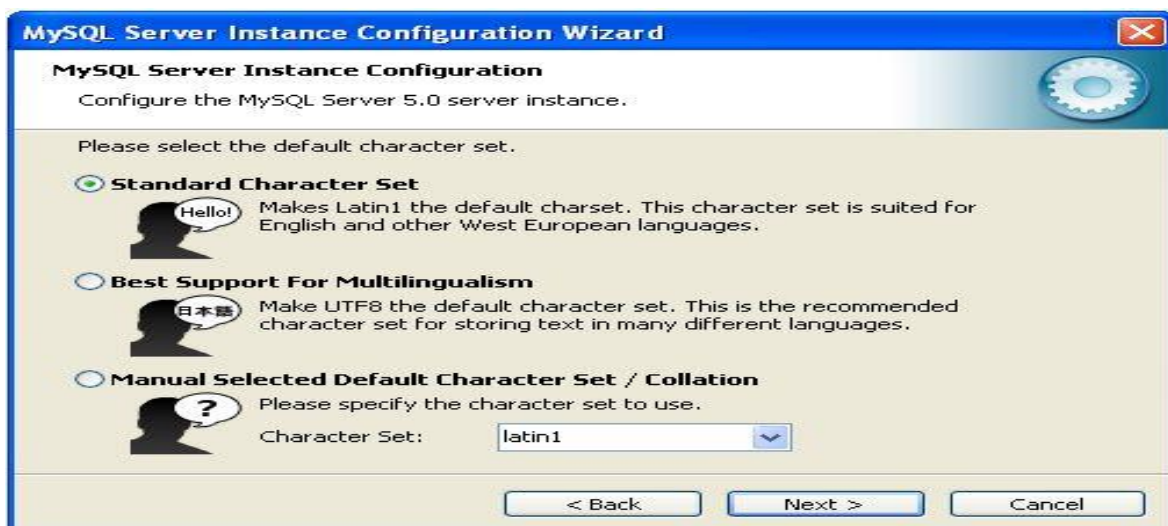 MySQL Server Instance Configuration Wizard
MySQL Server Instance Configuration
Configure the MySQL Server 5.0 server instance.
Please select the default character set.
Standard Character Set
Hello!
Makes Latin1 the default charset. This character set is suited for
English and other West European languages.
Best Support For Multilingualism
日本語
Make UTF8 the default character set. This is the recommended
character set for storing text in many different languages.
Manual Selected Default Character Set / Collation
?
Please specify the character set to use.
Character Set: latin1
< Back Next > Cancel